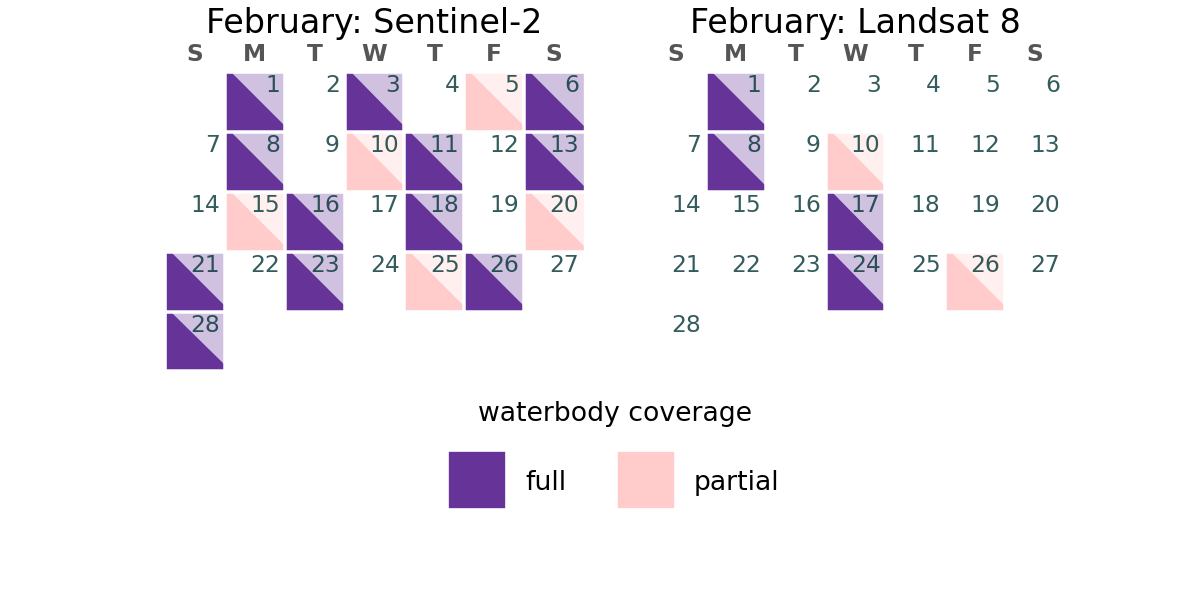 February: Sentinel-2
S M T W T F S
1 2 3 4 5 6
7 8 9 10 11 12 13
14 15 16 17 18 19 20
21 22 23 24 25 26 27
28
February: Landsat 8
S M T W T F S
1 2 3 4 5 6
7 8 9 10 11 12 13
14 15 16 17 18 19 20
21 22 23 24 25 26 27
28
waterbody coverage
full partial